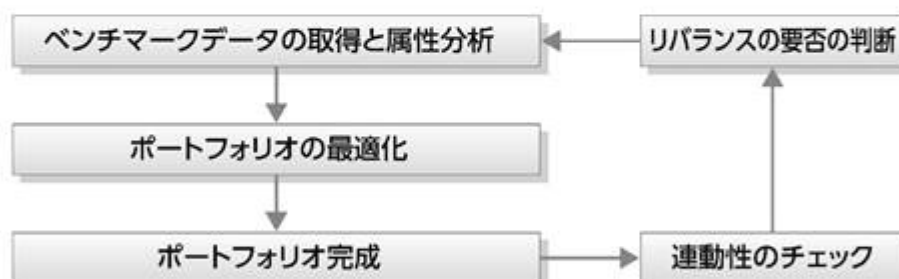 ベンチマークデータの取得と属性分析
リバランスの要否の判断
ポートフォリオの最適化
ポートフォリオ完成
連動性のチェック